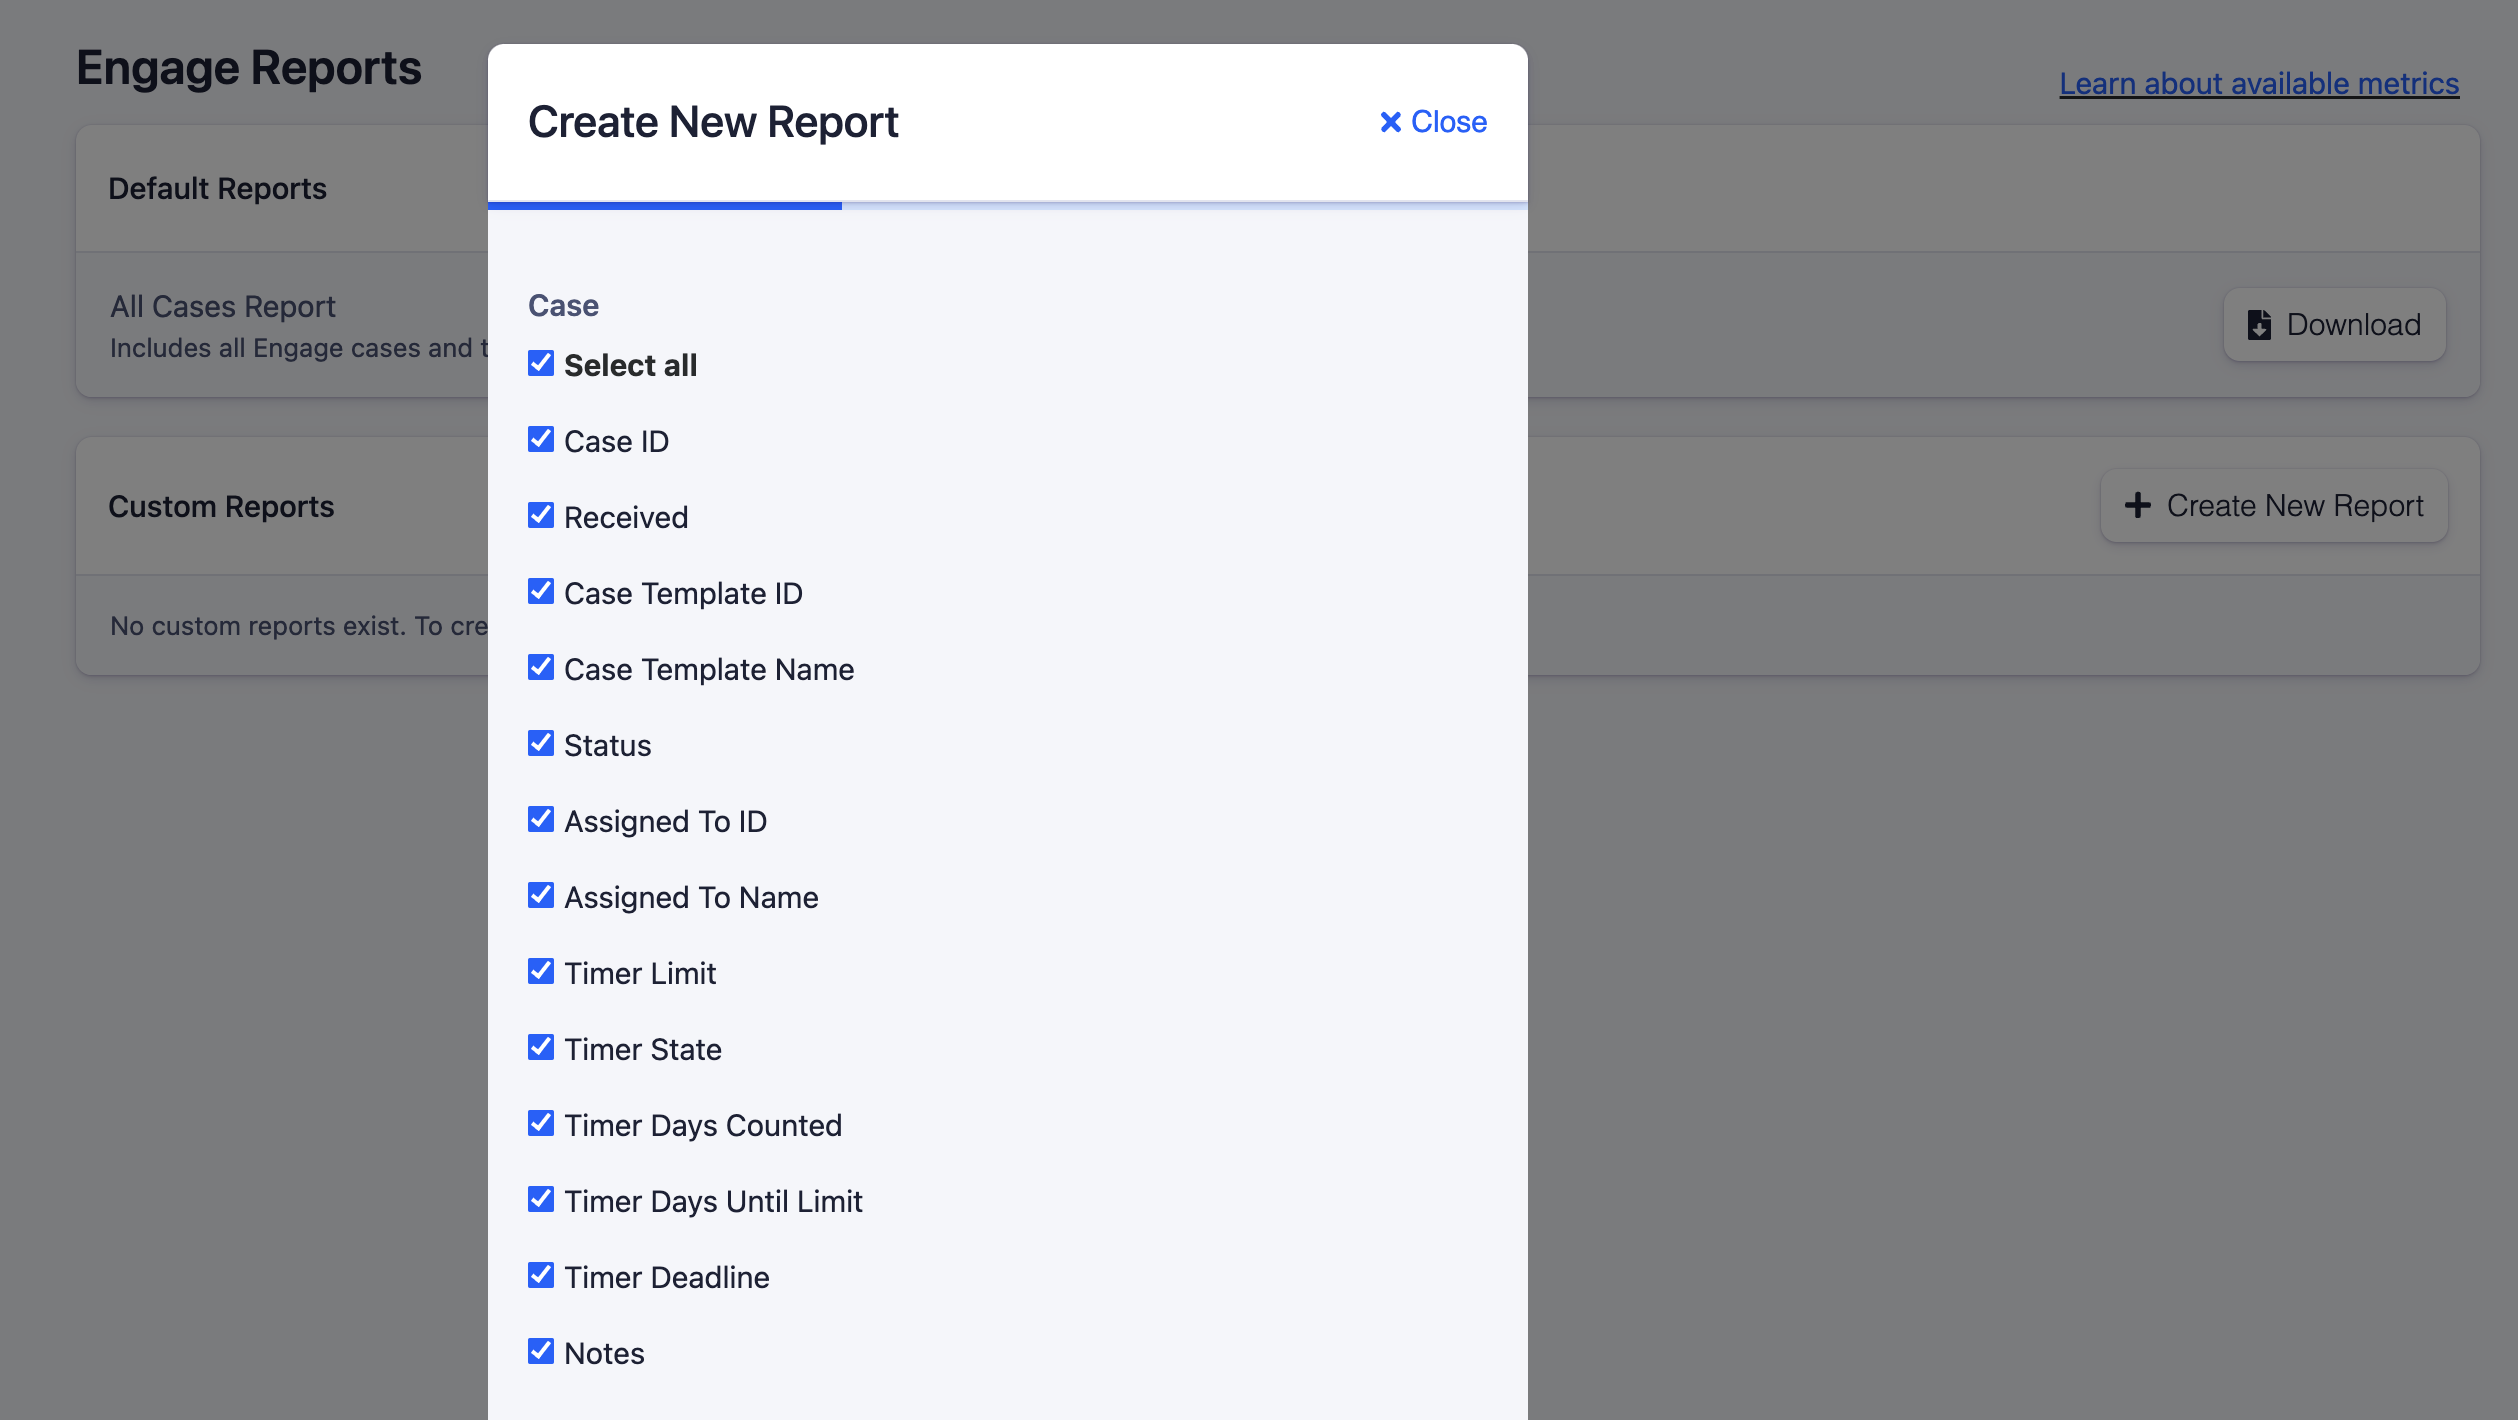 Engage Reports
Learn about available metrics
Default Reports
All Cases Report
Includes all Engage cases and t
Download
Custom Reports
Create New Report
No custom reports exist. To cre
Create New Report
Close
Case
Select all
Case ID
Received
Case Template ID
Case Template Name
Status
Assigned To ID
Assigned To Name
Timer Limit
Timer State
Timer Days Counted
Timer Days Until Limit
Timer Deadline
Notes